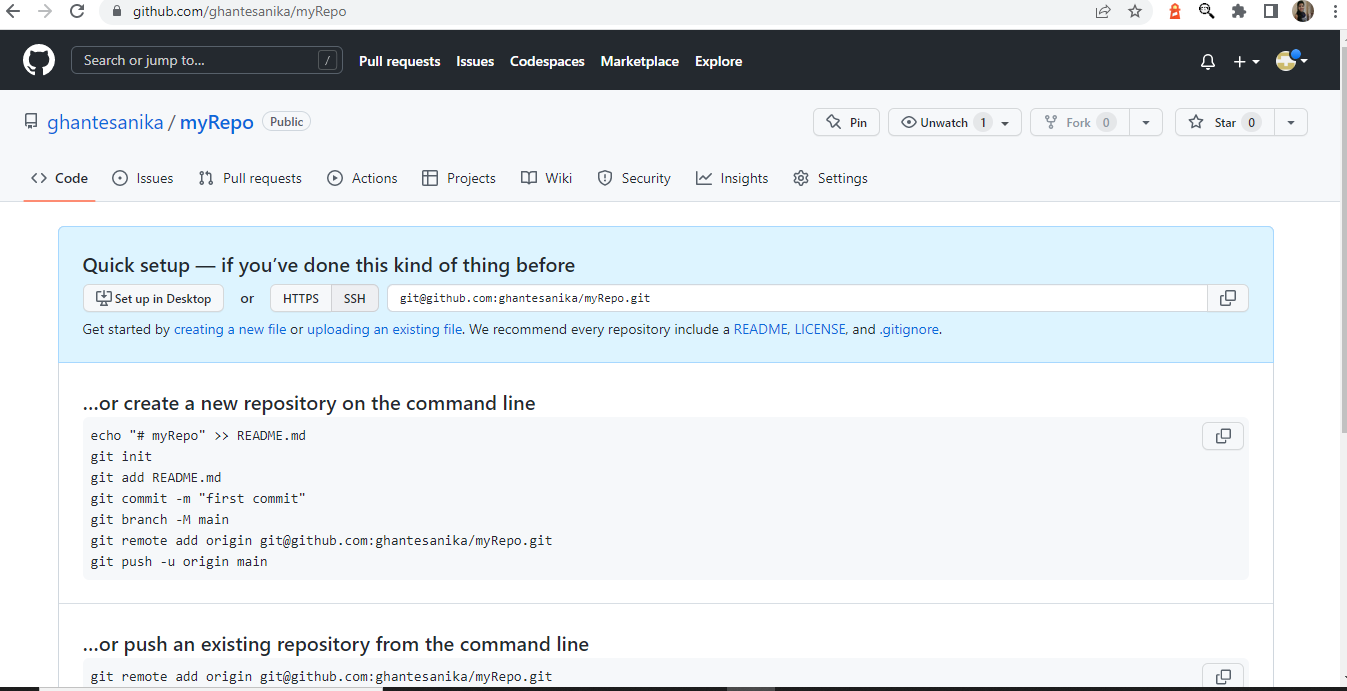 github.com/ghantesanika/myRepo
Search or jump to... /
Pull requests Issues Codespaces Marketplace Explore
ghantesanika / myRepo Public
Pin Unwatch 1 Fork 0 Star 0
Code Issues Pull requests Actions Projects Wiki Security Insights Settings
Quick setup — if you’ve done this kind of thing before
Set up in Desktop or HTTPS SSH git@github.com:ghantesanika/myRepo.git
Get started by creating a new file or uploading an existing file. We recommend every repository include a README, LICENSE, and .gitignore.
…or create a new repository on the command line
echo "# myRepo" >> README.md
git init
git add README.md
git commit -m "first commit"
git branch -M main
git remote add origin git@github.com:ghantesanika/myRepo.git
git push -u origin main
…or push an existing repository from the command line
git remote add origin git@github.com:ghantesanika/myRepo.git